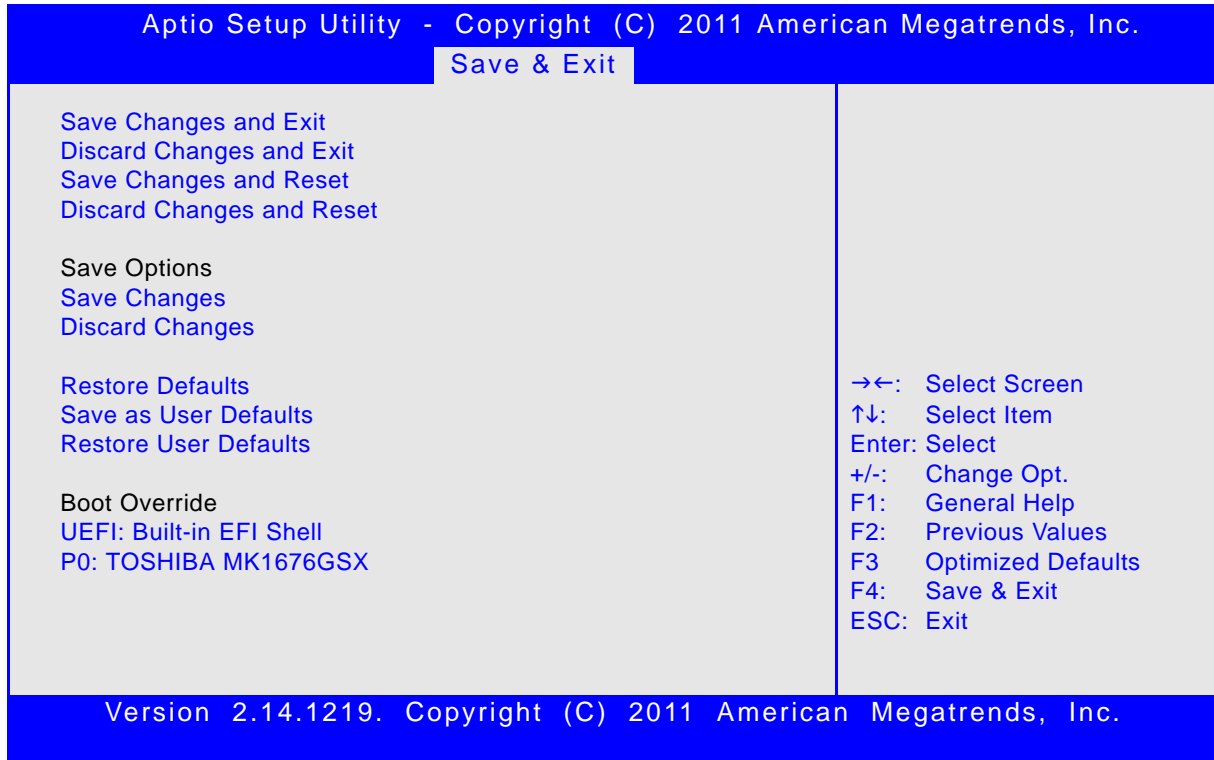 Aptio Setup Utility - Copyright (C) 2011 American Megatrends, Inc.
Save & Exit
Save Changes and Exit
Discard Changes and Exit
Save Changes and Reset
Discard Changes and Reset
Save Options
Save Changes
Discard Changes
Restore Defaults
Save as User Defaults
Restore User Defaults
Boot Override
UEFI: Built-in EFI Shell
P0: TOSHIBA MK1676GSX
→←: Select Screen
↑↓: Select Item
Enter: Select
+/-: Change Opt.
F1: General Help
F2: Previous Values
F3 Optimized Defaults
F4: Save & Exit
ESC: Exit
Version 2.14.1219. Copyright (C) 2011 American Megatrends, Inc.